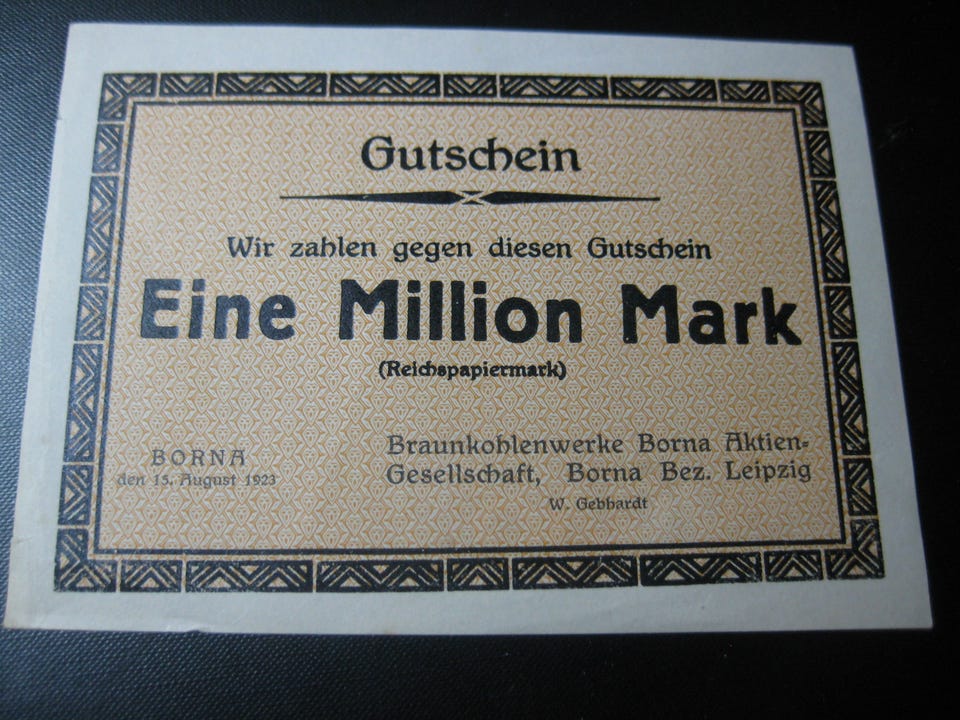 Gutschein
Wir zahlen gegen diesen Gutschein
Eine Million Mark
(Reichspapiermark)
BORNA
den 15. August 1923
Braunkohlenwerke Borna Aktien-
Gesellschaft, Borna Bez. Leipzig
W. Gebhardt